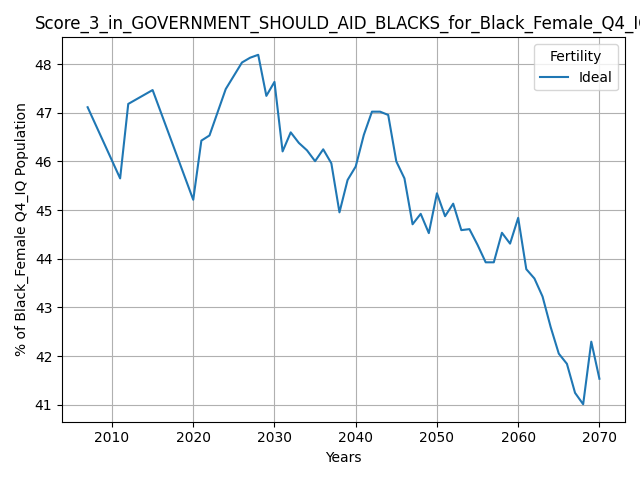 Score_3_in_GOVERNMENT_SHOULD_AID_BLACKS_for_Black_Female_Q4_IQ
Fertility
Ideal
% of Black_Female Q4_IQ Population
48
47
46
45
44
43
42
41
2010 2020 2030 2040 2050 2060 2070
Years